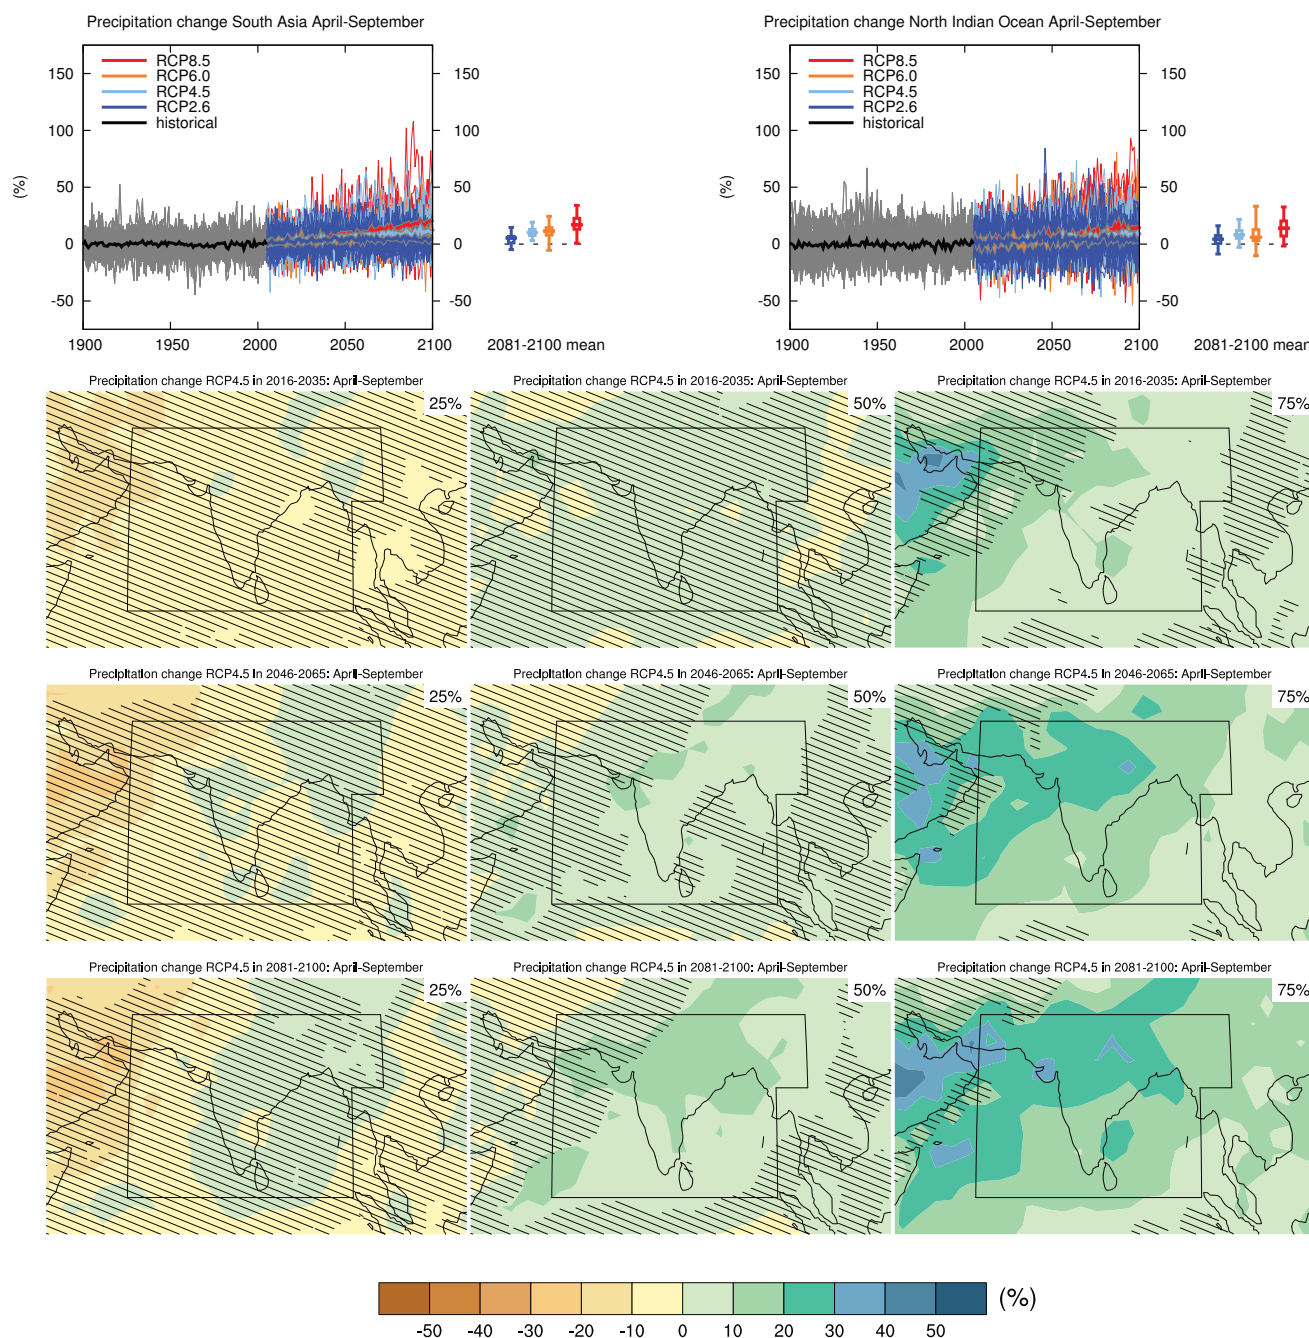 Precipitation change South Asia April-September
Precipitation change North Indian Ocean April-September
(%)
150
100
50
0
-50
RCP8.5
RCP6.0
RCP4.5
RCP2.6
historical
150
100
50
0
-50
1900 1950 2000 2050 2100
2081-2100 mean
(%)
150
100
50
0
-50
RCP8.5
RCP6.0
RCP4.5
RCP2.6
historical
150
100
50
0
-50
1900 1950 2000 2050 2100
2081-2100 mean
Precipitation change RCP4.5 in 2016-2035: April-September
25%
Precipitation change RCP4.5 in 2016-2035: April-September
50%
Precipitation change RCP4.5 in 2016-2035: April-September
75%
Precipitation change RCP4.5 in 2046-2065: April-September
25%
Precipitation change RCP4.5 in 2046-2065: April-September
50%
Precipitation change RCP4.5 in 2046-2065: April-September
75%
Precipitation change RCP4.5 in 2081-2100: April-September
25%
Precipitation change RCP4.5 in 2081-2100: April-September
50%
Precipitation change RCP4.5 in 2081-2100: April-September
75%
(%)
-50 -40 -30 -20 -10 0 10 20 30 40 50